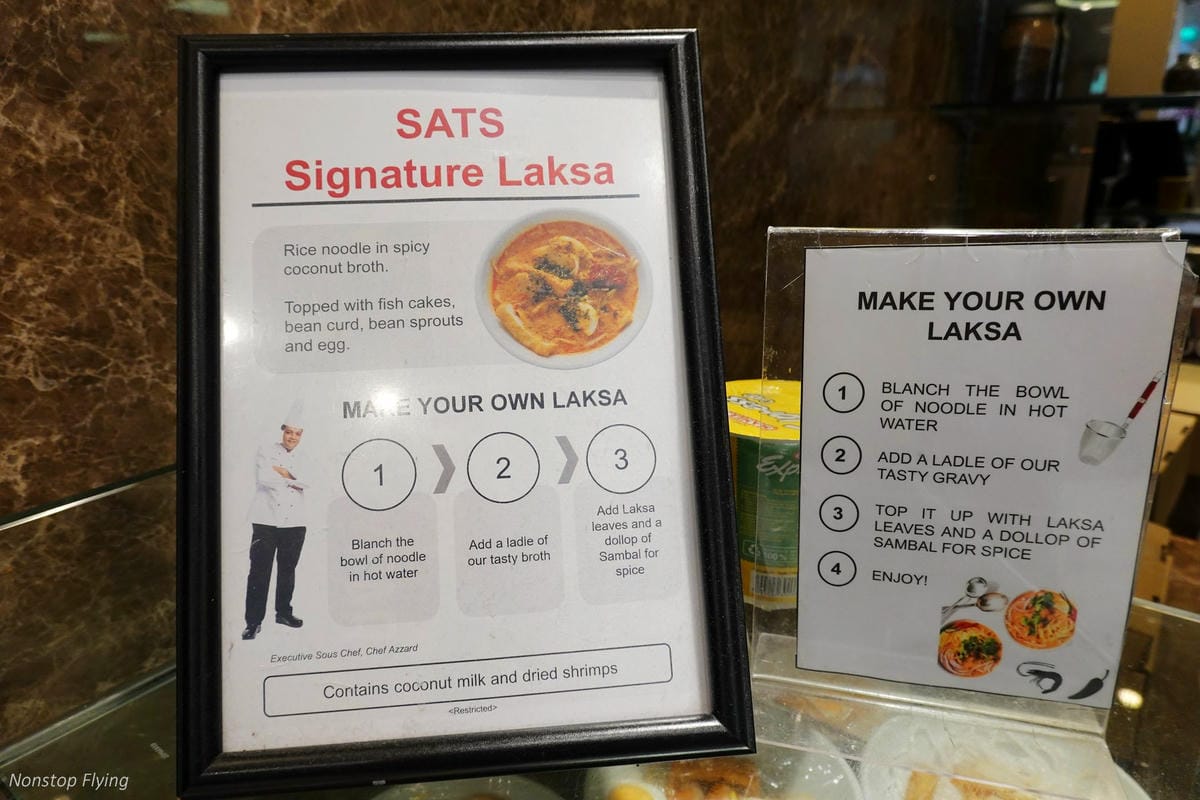 SATS
Signature Laksa
Rice noodle in spicy
coconut broth.
Topped with fish cakes,
bean curd, bean sprouts
and egg.
MAKE YOUR OWN LAKSA
1
2
3
Blanch the
bowl of noodle
in hot water
Add a ladle of
our tasty broth
Add Laksa
leaves and a
dollop of
Sambal for
spice
Executive Sous Chef, Chef Azzard
Contains coconut milk and dried shrimps
<Restricted>
MAKE YOUR OWN
LAKSA
1 BLANCH THE BOWL
OF NOODLE IN HOT
WATER
2 ADD A LADLE OF OUR
TASTY GRAVY
3 TOP IT UP WITH LAKSA
LEAVES AND A DOLLOP OF
SAMBAL FOR SPICE
4 ENJOY!
Nonstop Flying